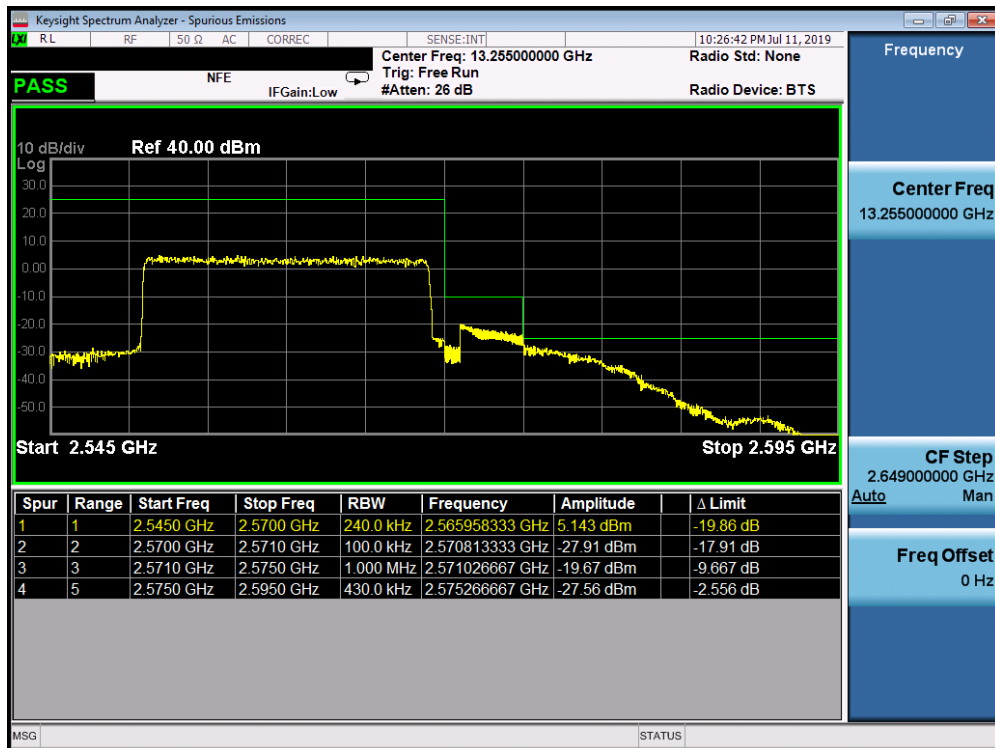 Keysight Spectrum Analyzer - Spurious Emissions
LXI RL RF 50 Ω AC CORREC SENSE:INT 10:26:42 PM Jul 11, 2019
Center Freq: 13.255000000 GHz Radio Std: None
PASS NFE Trig: Free Run
IFGain:Low #Atten: 26 dB Radio Device: BTS
10 dB/div Ref 40.00 dBm
Log
30.0
20.0
10.0
0.00
-10.0
-20.0
-30.0
-40.0
-50.0
Start 2.545 GHz Stop 2.595 GHz
Spur Range Start Freq Stop Freq RBW Frequency Amplitude Δ Limit
1 1 2.5450 GHz 2.5700 GHz 240.0 kHz 2.565958333 GHz 5.143 dBm -19.86 dB
2 2 2.5700 GHz 2.5710 GHz 100.0 kHz 2.570813333 GHz -27.91 dBm -17.91 dB
3 3 2.5710 GHz 2.5750 GHz 1.000 MHz 2.571026667 GHz -19.67 dBm -9.667 dB
4 5 2.5750 GHz 2.5950 GHz 430.0 kHz 2.575266667 GHz -27.56 dBm -2.556 dB
MSG STATUS
Frequency
Center Freq
13.255000000 GHz
CF Step
2.649000000 GHz
Auto Man
Freq Offset
0 Hz